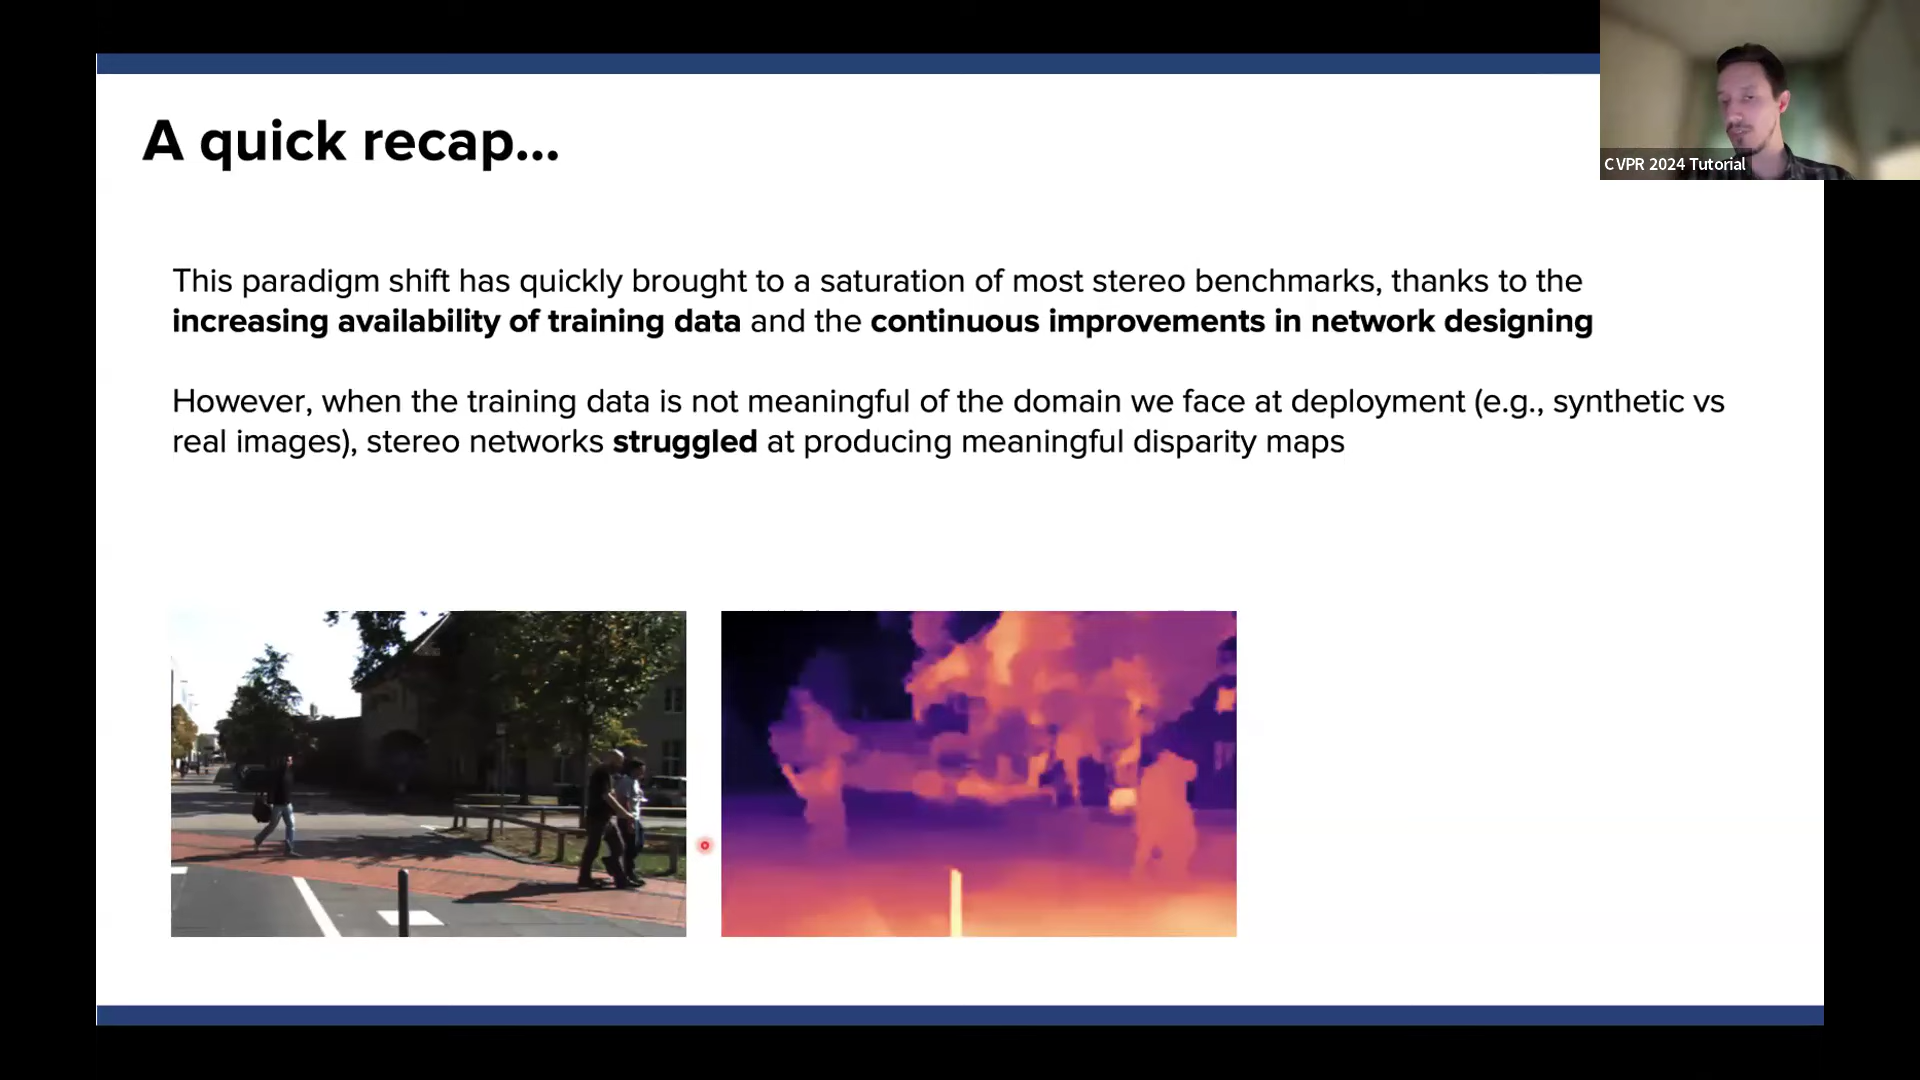 A quick recap...
CVPR 2024 Tutorial
This paradigm shift has quickly brought to a saturation of most stereo benchmarks, thanks to the
increasing availability of training data and the continuous improvements in network designing
However, when the training data is not meaningful of the domain we face at deployment (e.g., synthetic vs
real images), stereo networks struggled at producing meaningful disparity maps